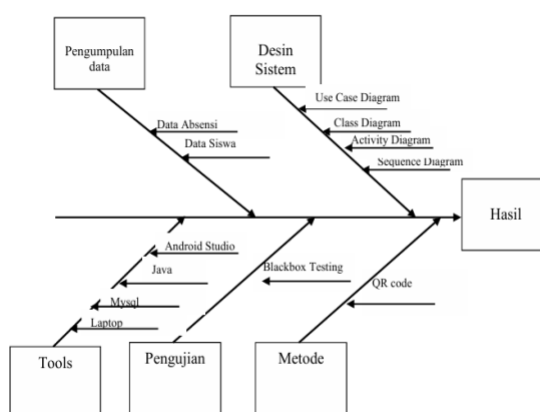 Pengumpulan
data
Desin
Sistem
Use Case Diagram
Class Diagram
Activity Diagram
Sequence Diagram
Data Absensi
Data Siswa
Hasil
Android Studio
Java
Mysql
Laptop
Blackbox Testing
QR code
Tools
Pengujian
Metode